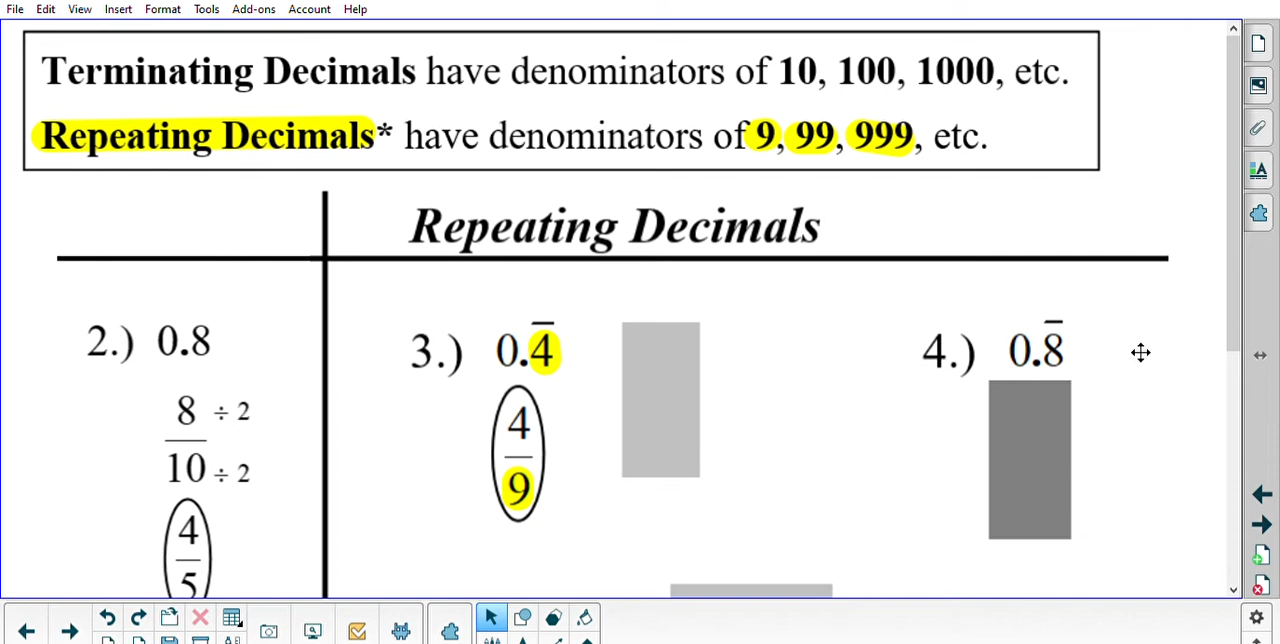 File Edit View Insert Format Tools Add-ons Account Help
Terminating Decimals have denominators of 10, 100, 1000, etc.
Repeating Decimals* have denominators of 9, 99, 999, etc.
Repeating Decimals
2.) 0.8
3.) 0.4̅
4.) 0.8̅
8 ÷ 2
10 ÷ 2
4
9
4
5